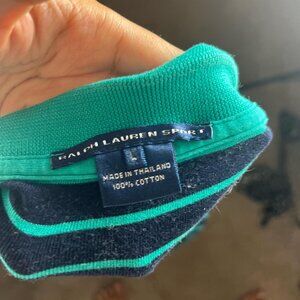 RALPH LAUREN SPORT
L
MADE IN THAILAND
100% COTTON